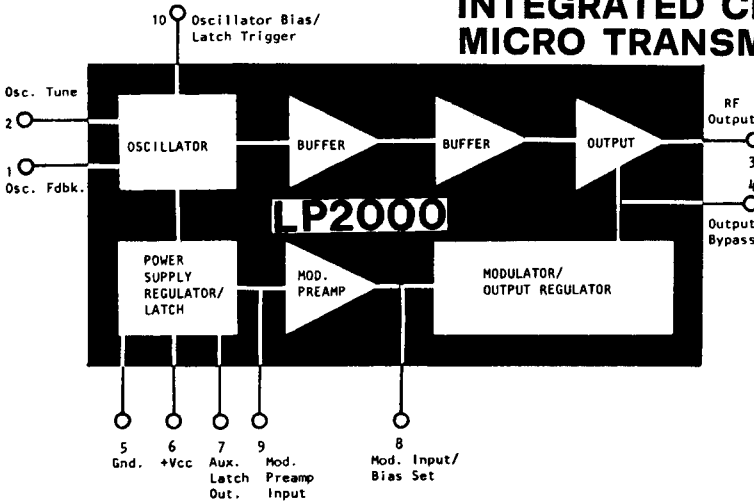 INTEGRATED
MICRO
10 Oscillator Bias/
Latch Trigger
Osc. Tune
2
1
Osc. Fdbk.
OSCILLATOR
BUFFER
BUFFER
OUTPUT
RF
Output
3
4
Output
Bypass
LP2000
POWER
SUPPLY
REGULATOR/
LATCH
MOD.
PREAMP
MODULATOR/
OUTPUT REGULATOR
5
Gnd.
6
+Vcc
7
Aux.
Latch
Out.
9
Mod.
Preamp
Input
8
Mod. Input/
Bias Set